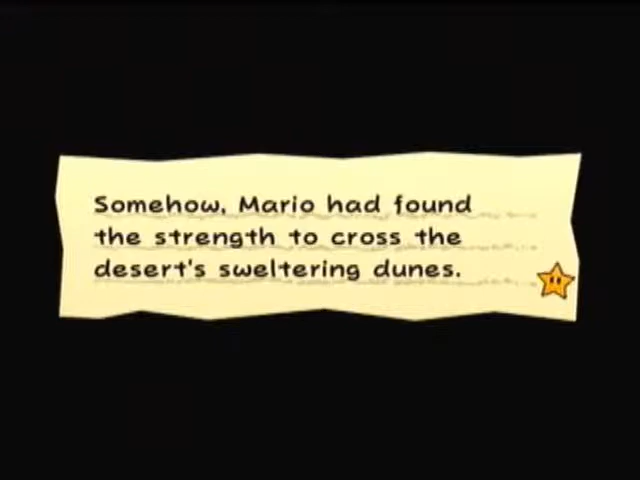 Somehow, Mario had found
the strength to cross the
desert's sweltering dunes.